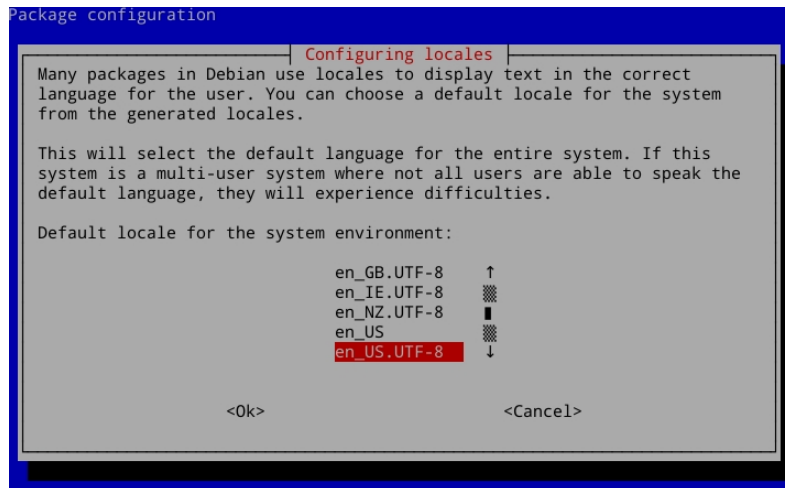 Package configuration
Configuring locales
Many packages in Debian use locales to display text in the correct
language for the user. You can choose a default locale for the system
from the generated locales.
This will select the default language for the entire system. If this
system is a multi-user system where not all users are able to speak the
default language, they will experience difficulties.
Default locale for the system environment:
en_GB.UTF-8
en_IE.UTF-8
en_NZ.UTF-8
en_US
en_US.UTF-8
<Ok> <Cancel>